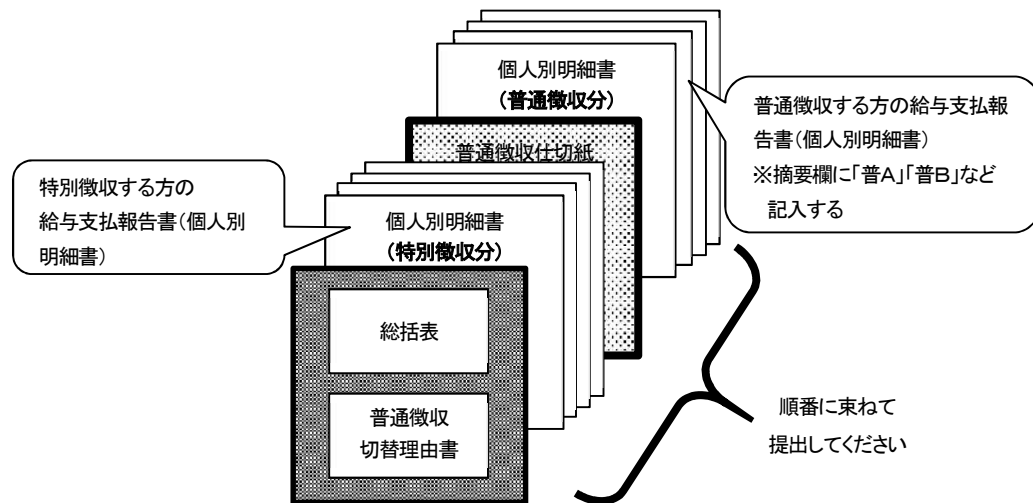 個人別明細書
(普通徴収分)
普通徴収する方の給与支払報
告書(個人別明細書)
※摘要欄に「普A」「普B」など
記入する
普通徴収仕切紙
特別徴収する方の
給与支払報告書(個人別
明細書)
個人別明細書
(特別徴収分)
総括表
普通徴収
切替理由書
順番に束ねて
提出してください